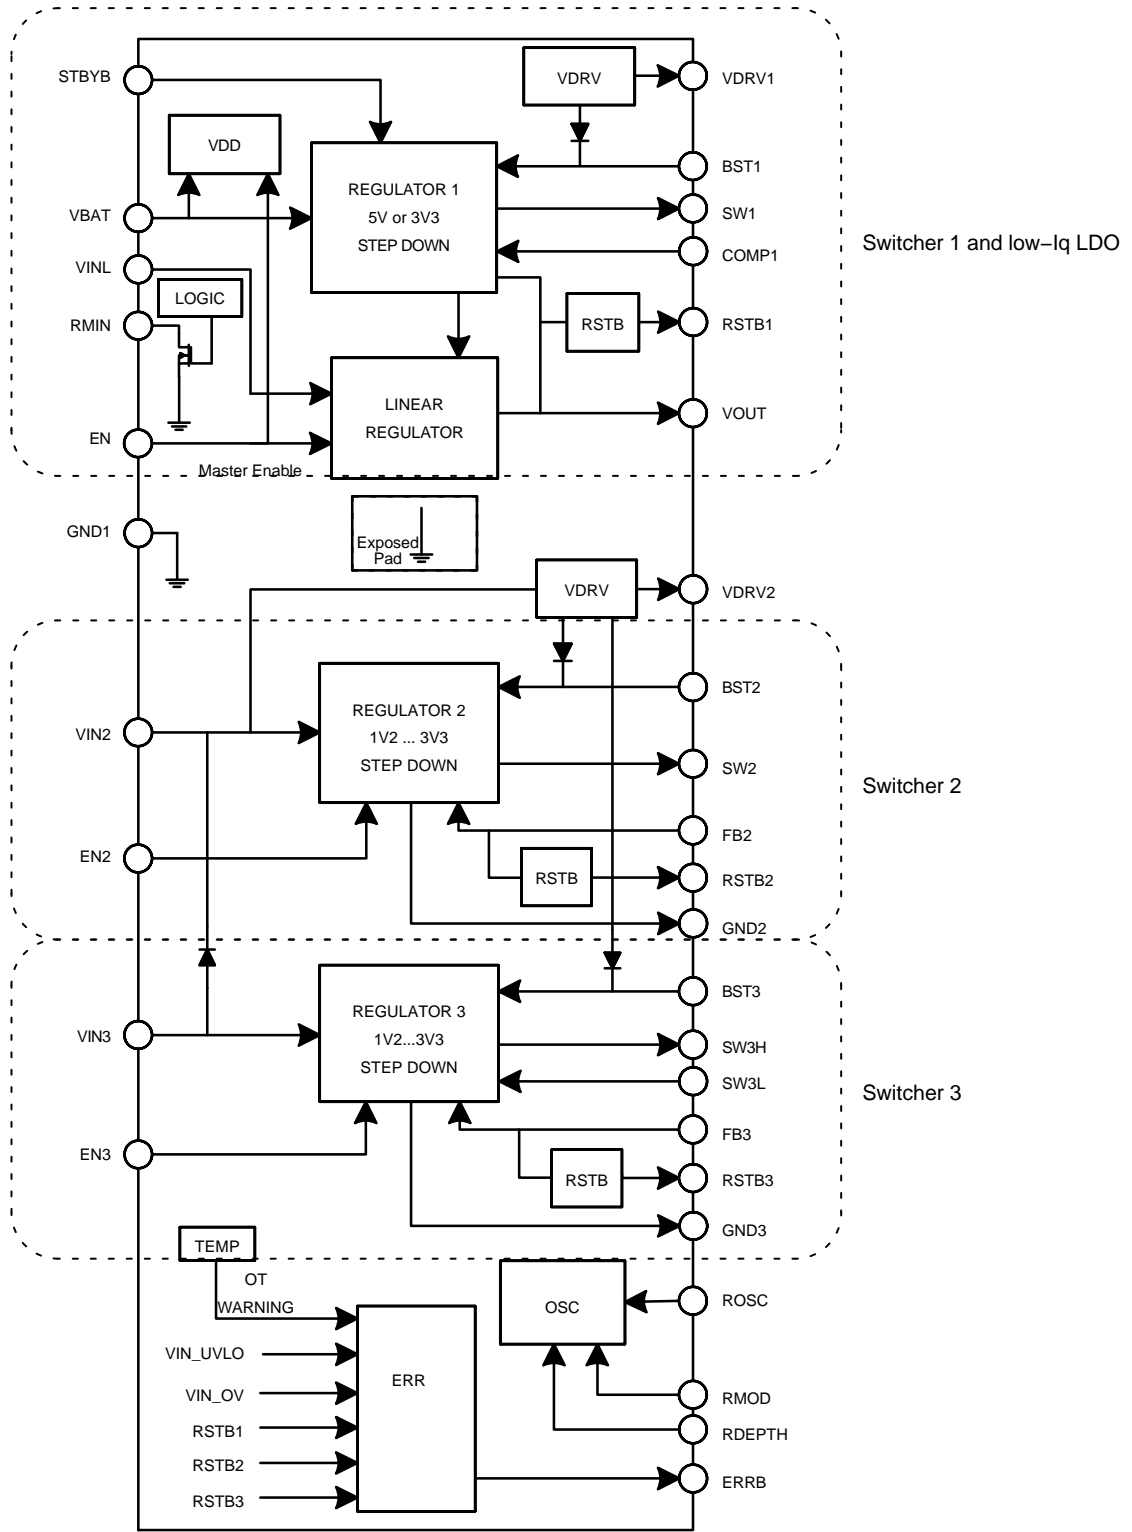 STBYB
VDRV
VDRV1
VDD
BST1
REGULATOR 1
5V or 3V3
STEP DOWN
VBAT
SW1
Switcher 1 and low−Iq LDO
COMP1
VINL
LOGIC
RMIN
RSTB
RSTB1
LINEAR
REGULATOR
VOUT
EN
Master Enable
GND1
Exposed
Pad
VDRV
VDRV2
BST2
REGULATOR 2
1V2 ... 3V3
STEP DOWN
VIN2
SW2
Switcher 2
FB2
EN2
RSTB
RSTB2
GND2
BST3
REGULATOR 3
1V2...3V3
STEP DOWN
VIN3
SW3H
SW3L
Switcher 3
FB3
EN3
RSTB
RSTB3
GND3
TEMP
OT
WARNING
OSC
ROSC
VIN_UVLO
ERR
VIN_OV
RMOD
RSTB1
RDEPTH
RSTB2
ERRB
RSTB3